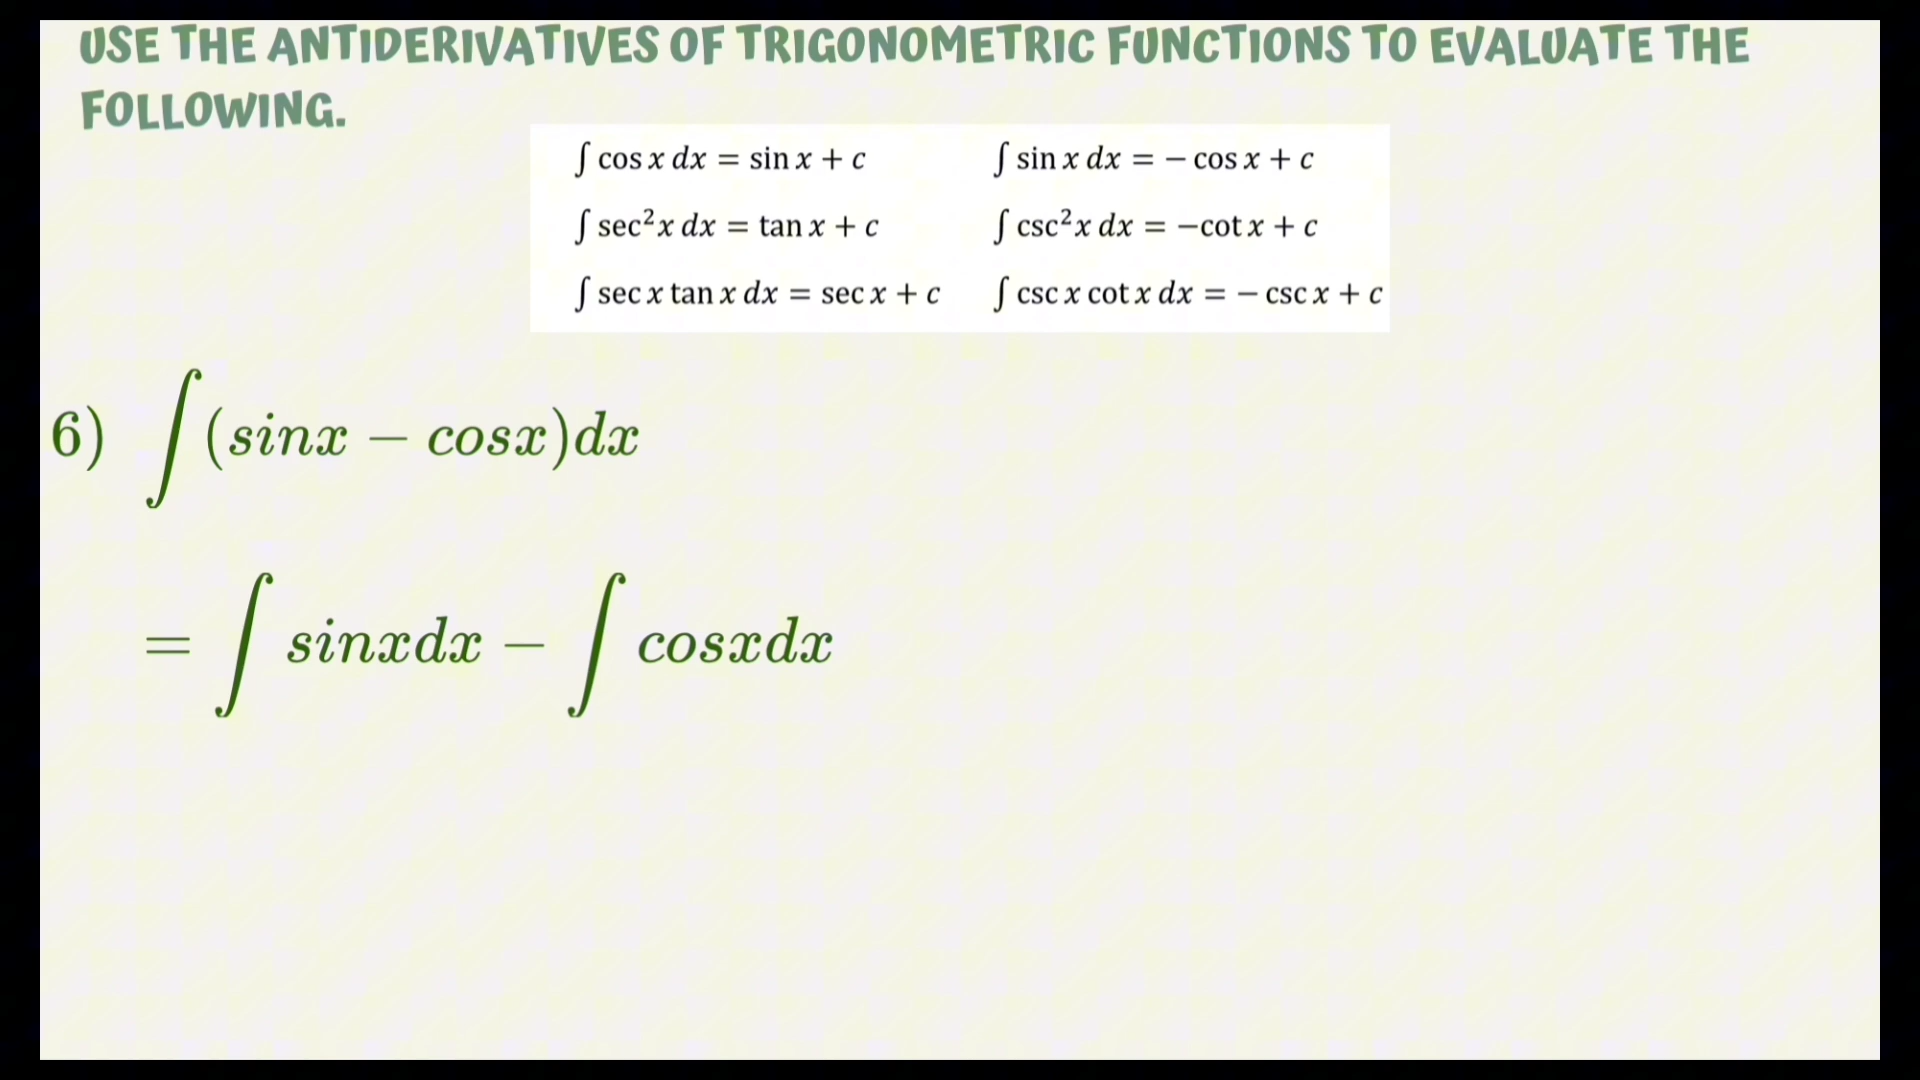 USE THE ANTIDERIVATIVES OF TRIGONOMETRIC FUNCTIONS TO EVALUATE THE
FOLLOWING.
∫ cos x dx = sin x + c    ∫ sin x dx = − cos x + c
∫ sec²x dx = tan x + c    ∫ csc²x dx = −cot x + c
∫ sec x tan x dx = sec x + c    ∫ csc x cot x dx = − csc x + c
6) ∫(sinx − cosx)dx
= ∫ sinxdx − ∫ cosxdx